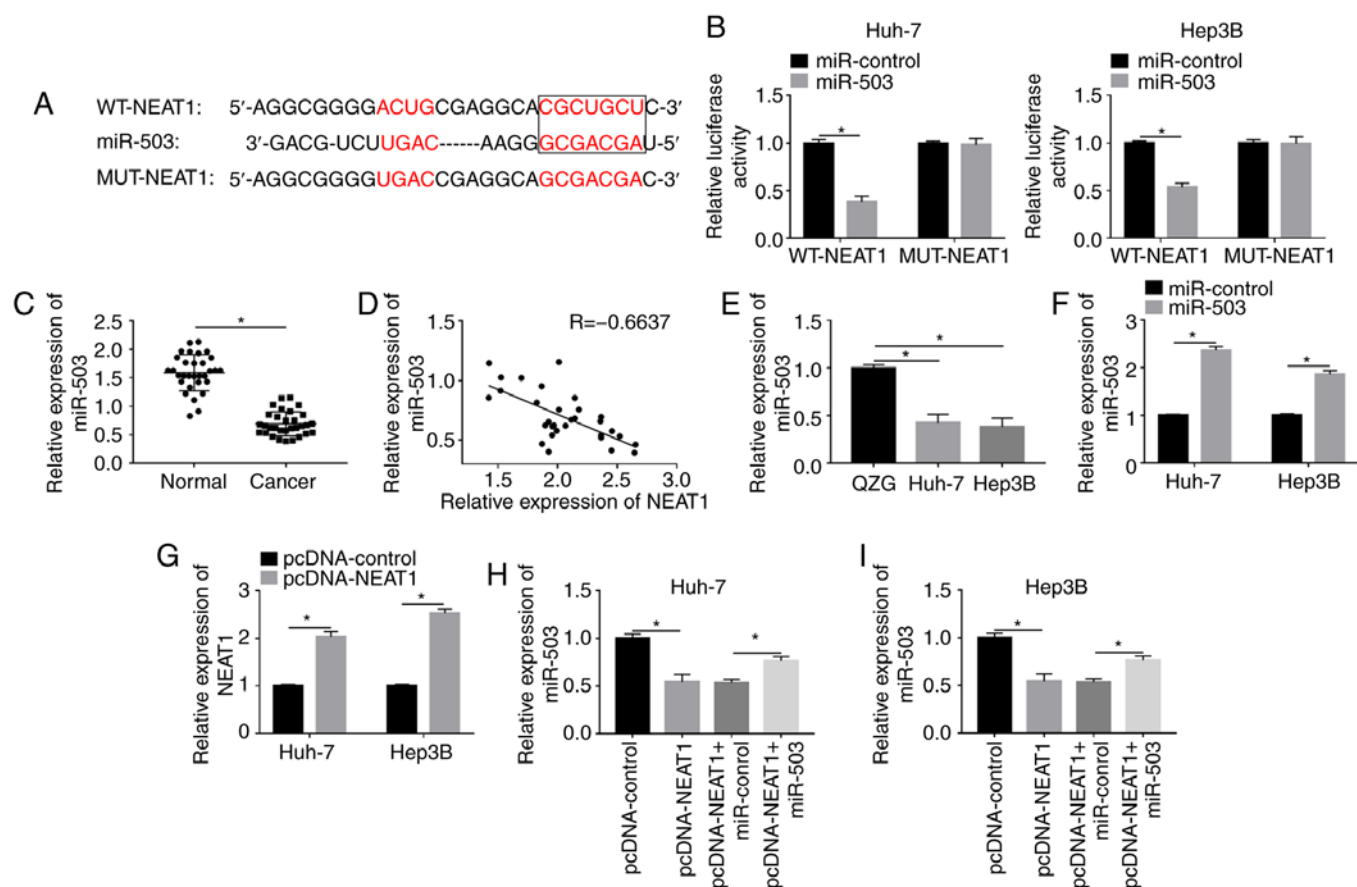 A
WT-NEAT1: 5′-AGGCGGGGACUGCGAGGCACGCUGCUC-3′
miR-503: 3′-GACG-UCUUGAC------AAGGGCGACGAU-5′
MUT-NEAT1: 5′-AGGCGGGGUGACCGAGGCAGCGACGAC-3′
B
Huh-7
miR-control
miR-503
Relative luciferase
activity
1.5
1.0
0.5
0.0
*
WT-NEAT1 MUT-NEAT1
Hep3B
miR-control
miR-503
Relative luciferase
activity
1.5
1.0
0.5
0.0
*
WT-NEAT1 MUT-NEAT1
C
Relative expression of
miR-503
2.5
2.0
1.5
1.0
0.5
0.0
*
Normal Cancer
D
Relative expression of
miR-503
1.5
1.0
0.5
R=−0.6637
1.5 2.0 2.5 3.0
Relative expression of NEAT1
E
Relative expression of
miR-503
1.5
1.0
0.5
0.0
*
*
QZG Huh-7 Hep3B
F
miR-control
miR-503
Relative expression of
miR-503
3
2
1
0
*
*
Huh-7 Hep3B
G
pcDNA-control
pcDNA-NEAT1
Relative expression of
NEAT1
3
2
1
0
*
*
Huh-7 Hep3B
H
Huh-7
Relative expression of
miR-503
1.5
1.0
0.5
0.0
*
*
pcDNA-control
pcDNA-NEAT1
pcDNA-NEAT1+
miR-conrol
pcDNA-NEAT1+
miR-503
I
Hep3B
Relative expression of
miR-503
1.5
1.0
0.5
0.0
*
*
pcDNA-control
pcDNA-NEAT1
pcDNA-NEAT1+
miR-conrol
pcDNA-NEAT1+
miR-503